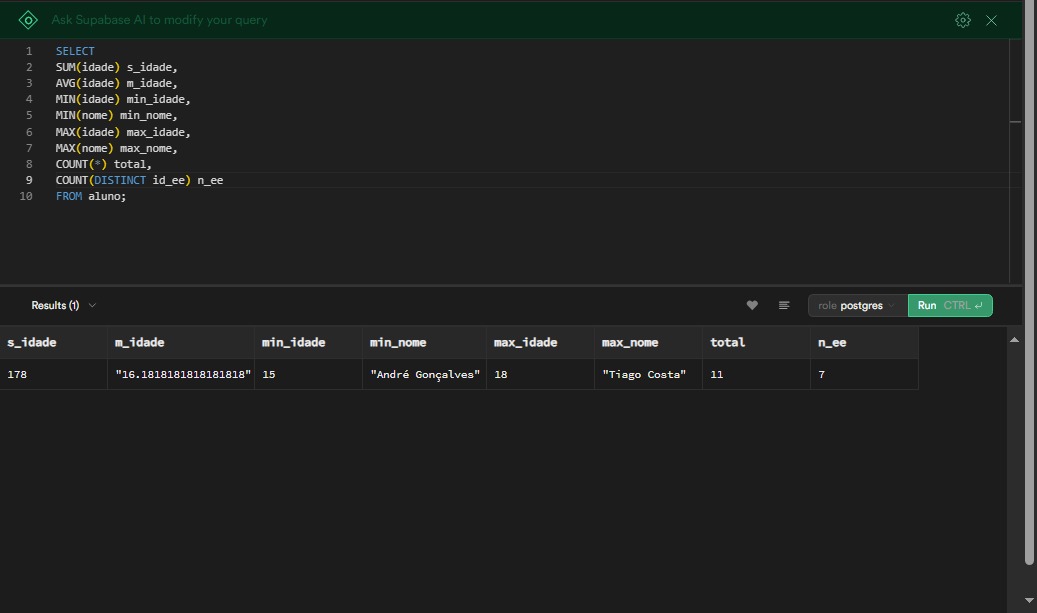 Ask Supabase AI to modify your query
1 SELECT
2 SUM(idade) s_idade,
3 AVG(idade) m_idade,
4 MIN(idade) min_idade,
5 MIN(nome) min_nome,
6 MAX(idade) max_idade,
7 MAX(nome) max_nome,
8 COUNT(*) total,
9 COUNT(DISTINCT id_ee) n_ee
10 FROM aluno;
Results (1) role postgres Run CTRL ↵
s_idade m_idade min_idade min_nome max_idade max_nome total n_ee
178 "16.1818181818181818" 15 "André Gonçalves" 18 "Tiago Costa" 11 7